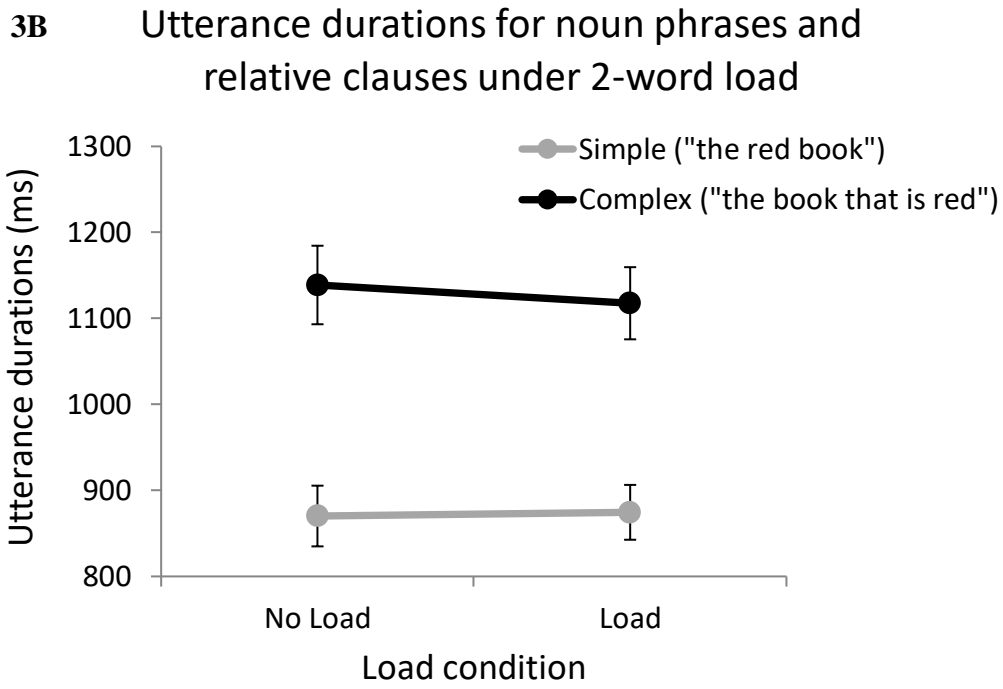 3B
Utterance durations for noun phrases and
relative clauses under 2-word load
Utterance durations (ms)
1300
1200
1100
1000
900
800
Simple ("the red book")
Complex ("the book that is red")
No Load
Load
Load condition